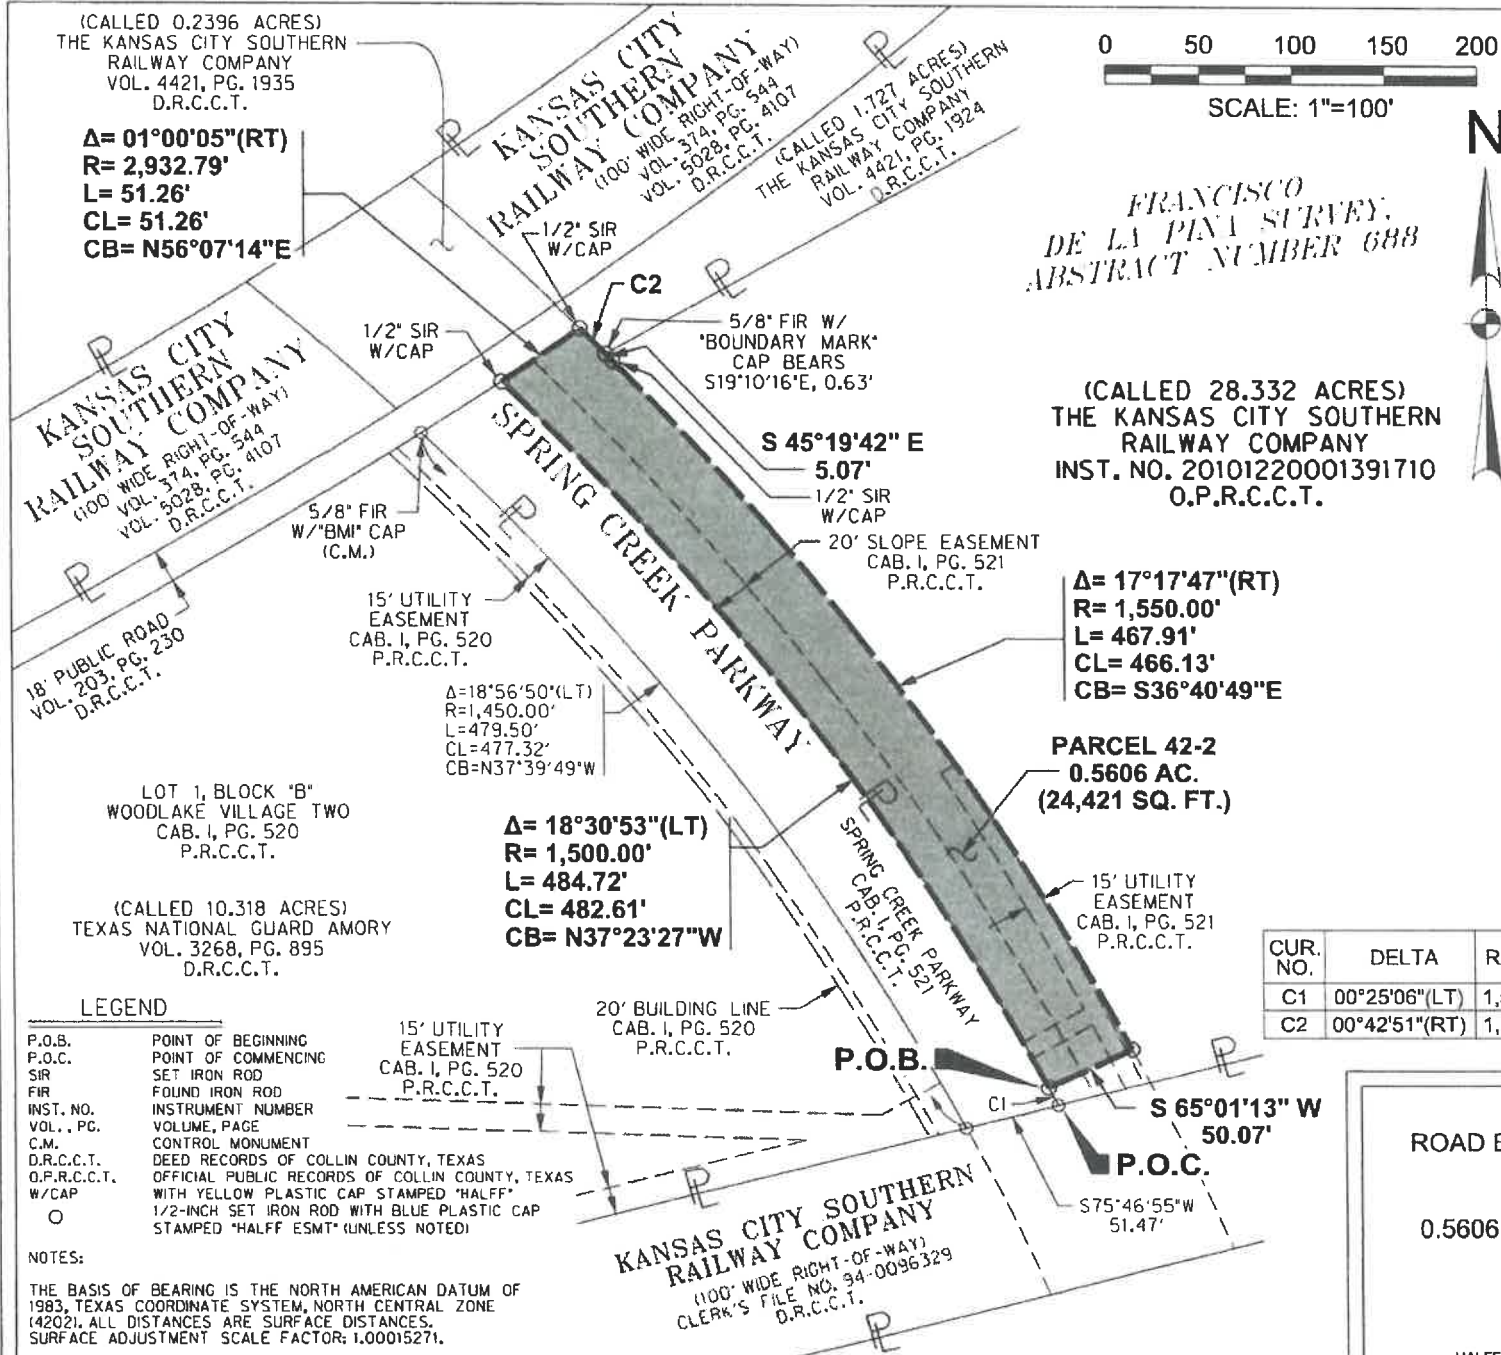 (CALLED 0.2396 ACRES)
THE KANSAS CITY SOUTHERN
RAILWAY COMPANY
VOL. 4421, PG. 1935
D.R.C.C.T.
Δ= 01°00'05"(RT)
R= 2,932.79'
L= 51.26'
CL= 51.26'
CB= N56°07'14"E
KANSAS CITY
SOUTHERN
RAILWAY COMPANY
(100' WIDE RIGHT-OF-WAY)
VOL. 374, PG. 544
VOL. 5028, PG. 4107
D.R.C.C.T.
(CALLED 1.727 ACRES)
THE KANSAS CITY SOUTHERN
RAILWAY COMPANY
VOL. 4421, PG. 1924
D.R.C.C.T.
0 50 100 150 200
SCALE: 1"=100'
N
FRANCISCO
DE LA PINA SURVEY,
ABSTRACT NUMBER 688
1/2" SIR
W/CAP
C2
1/2" SIR
W/CAP
5/8" FIR W/
"BOUNDARY MARK"
CAP BEARS
S19°10'16"E, 0.63'
KANSAS CITY
SOUTHERN
RAILWAY COMPANY
(100' WIDE RIGHT-OF-WAY)
VOL. 374, PG. 544
VOL. 5028, PG. 4107
D.R.C.C.T.
(CALLED 28.332 ACRES)
THE KANSAS CITY SOUTHERN
RAILWAY COMPANY
INST. NO. 20101220001391710
O.P.R.C.C.T.
S 45°19'42" E
5.07'
1/2" SIR
W/CAP
SPRING CREEK PARKWAY
5/8" FIR
W/"BMI" CAP
(C.M.)
20' SLOPE EASEMENT
CAB. I, PG. 521
P.R.C.C.T.
Δ= 17°17'47"(RT)
R= 1,550.00'
L= 467.91'
CL= 466.13'
CB= S36°40'49"E
15' UTILITY
EASEMENT
CAB. I, PG. 520
P.R.C.C.T.
18' PUBLIC ROAD
VOL. 203, PG. 230
D.R.C.C.T.
Δ=18°56'50"(LT)
R=1,450.00'
L=479.50'
CL=477.32'
CB=N37°39'49"W
PARCEL 42-2
0.5606 AC.
(24,421 SQ. FT.)
LOT 1, BLOCK "B"
WOODLAKE VILLAGE TWO
CAB. I, PG. 520
P.R.C.C.T.
Δ= 18°30'53"(LT)
R= 1,500.00'
L= 484.72'
CL= 482.61'
CB= N37°23'27"W
SPRING CREEK PARKWAY
CAB. I, PG. 521
P.R.C.C.T.
15' UTILITY
EASEMENT
CAB. I, PG. 521
P.R.C.C.T.
(CALLED 10.318 ACRES)
TEXAS NATIONAL GUARD AMORY
VOL. 3268, PG. 895
D.R.C.C.T.
CUR. NO. DELTA R
C1 00°25'06"(LT) 1,
C2 00°42'51"(RT) 1,
20' BUILDING LINE
CAB. I, PG. 520
P.R.C.C.T.
15' UTILITY
EASEMENT
CAB. I, PG. 520
P.R.C.C.T.
P.O.B.
C1
S 65°01'13" W
50.07'
P.O.C.
S75°46'55"W
51.47'
KANSAS CITY SOUTHERN
RAILWAY COMPANY
(100' WIDE RIGHT-OF-WAY)
CLERK'S FILE NO. 94-0096329
D.R.C.C.T.
LEGEND
P.O.B. POINT OF BEGINNING
P.O.C. POINT OF COMMENCING
SIR SET IRON ROD
FIR FOUND IRON ROD
INST. NO. INSTRUMENT NUMBER
VOL., PG. VOLUME, PAGE
C.M. CONTROL MONUMENT
D.R.C.C.T. DEED RECORDS OF COLLIN COUNTY, TEXAS
O.P.R.C.C.T. OFFICIAL PUBLIC RECORDS OF COLLIN COUNTY, TEXAS
W/CAP WITH YELLOW PLASTIC CAP STAMPED "HALFF"
1/2-INCH SET IRON ROD WITH BLUE PLASTIC CAP
STAMPED "HALFF ESMT" (UNLESS NOTED)
NOTES:
THE BASIS OF BEARING IS THE NORTH AMERICAN DATUM OF
1983, TEXAS COORDINATE SYSTEM, NORTH CENTRAL ZONE
(4202). ALL DISTANCES ARE SURFACE DISTANCES.
SURFACE ADJUSTMENT SCALE FACTOR: 1.00015271.
ROAD E
0.5606